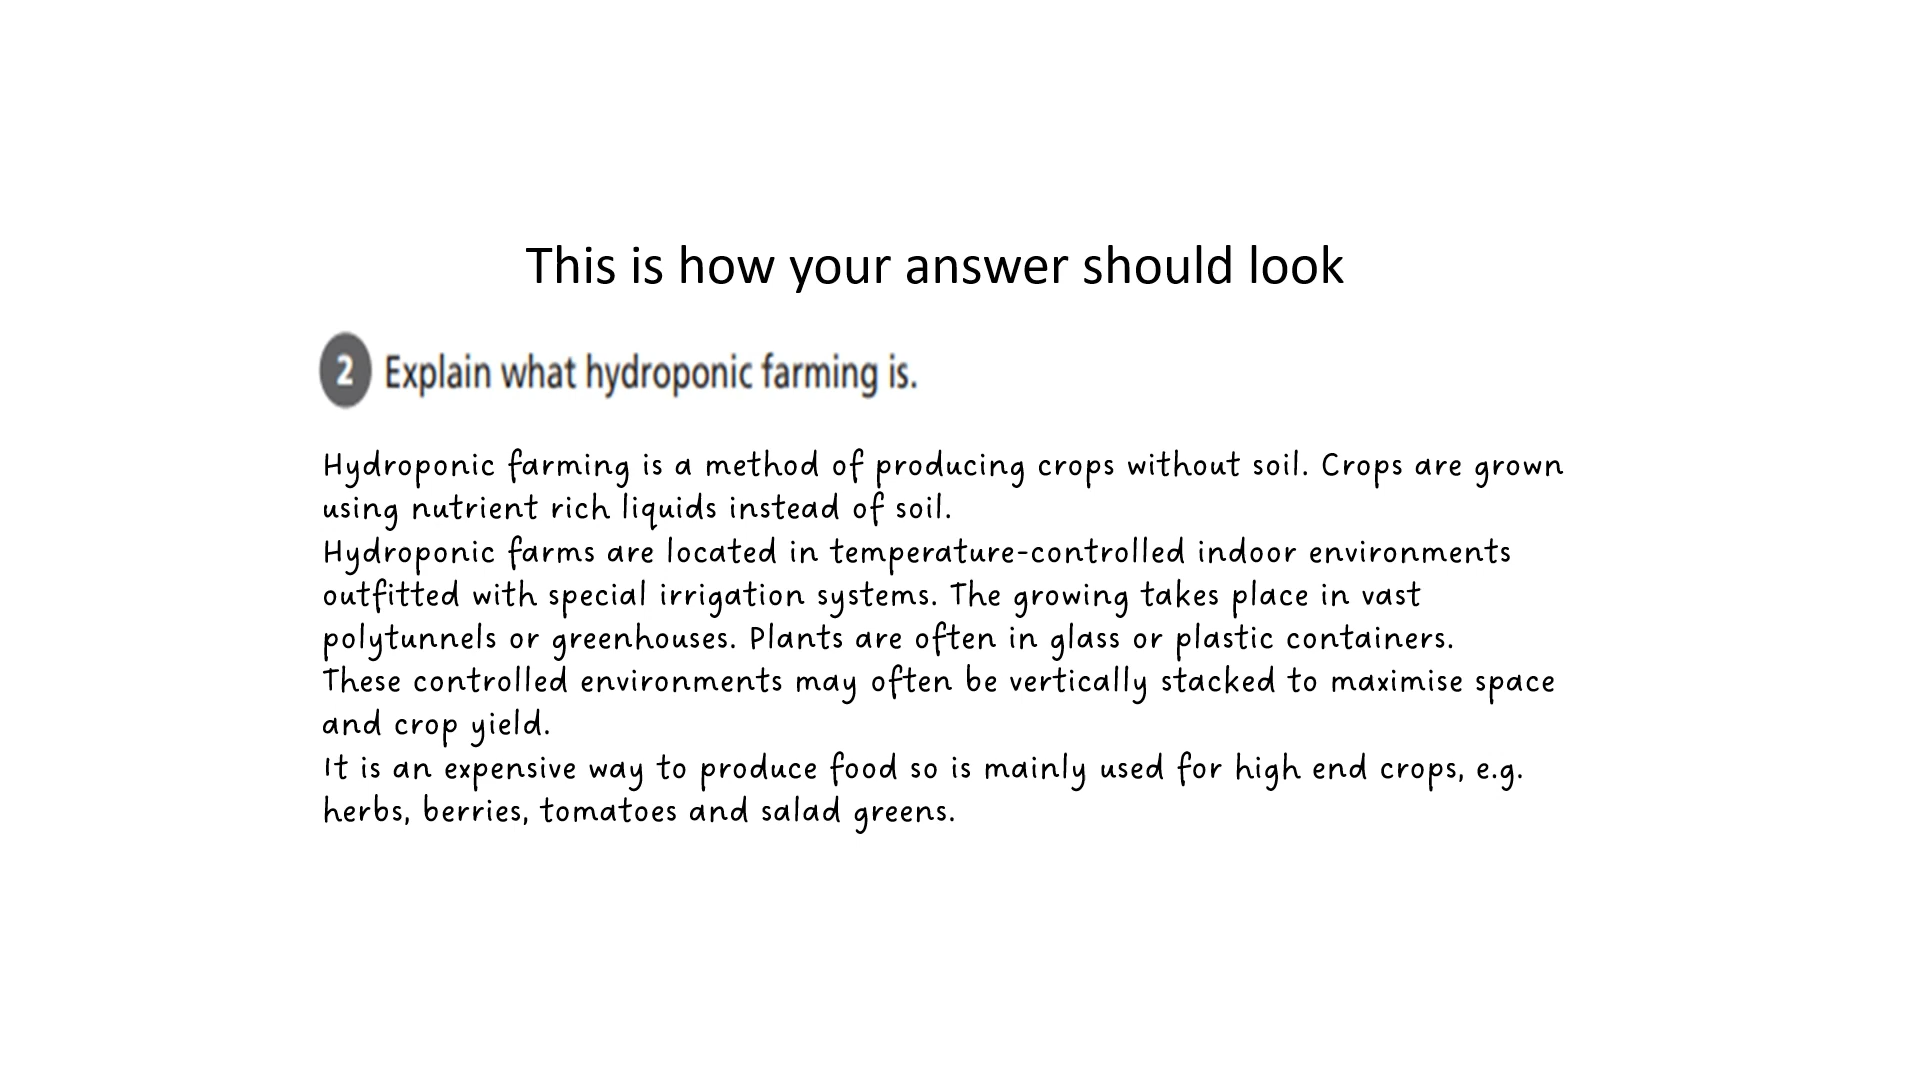 This is how your answer should look
2 Explain what hydroponic farming is.
Hydroponic farming is a method of producing crops without soil. Crops are grown
using nutrient rich liquids instead of soil.
Hydroponic farms are located in temperature-controlled indoor environments
outfitted with special irrigation systems. The growing takes place in vast
polytunnels or greenhouses. Plants are often in glass or plastic containers.
These controlled environments may often be vertically stacked to maximise space
and crop yield.
It is an expensive way to produce food so is mainly used for high end crops, e.g.
herbs, berries, tomatoes and salad greens.